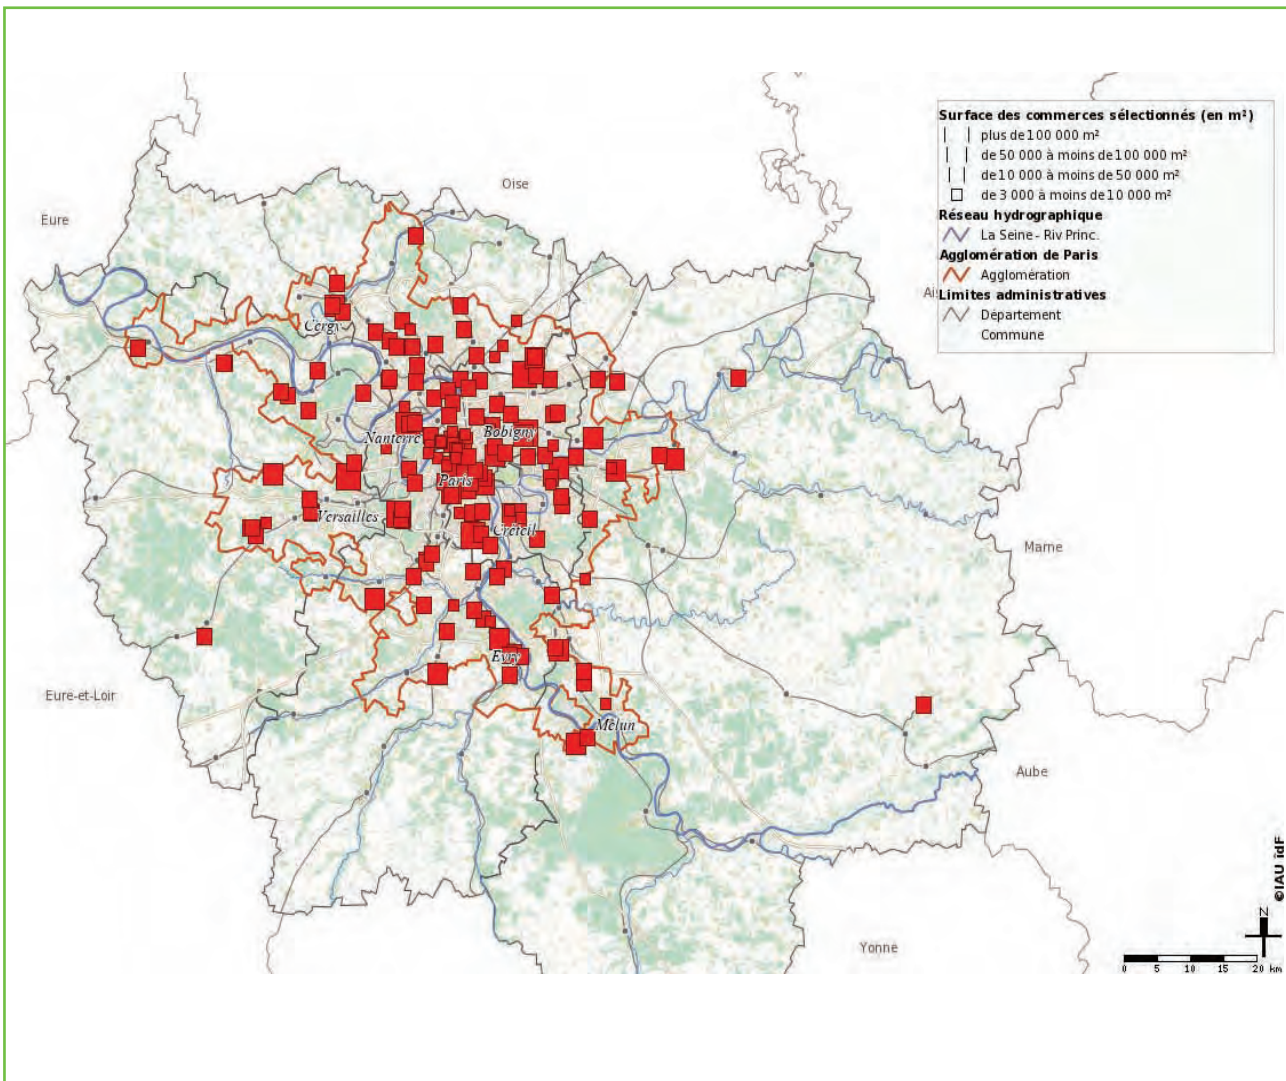 Surface des commerces sélectionnés (en m²)
plus de 100 000 m²
de 50 000 à moins de 100 000 m²
de 10 000 à moins de 50 000 m²
de 3 000 à moins de 10 000 m²
Réseau hydrographique
La Seine - Riv Princ.
Agglomération de Paris
Agglomération
Limites administratives
Département
Commune
Oise
Eure
Cergy
Nanterre
Bobigny
Paris
Versailles
Créteil
Marne
Evry
Eure-et-Loir
Melun
Aube
Yonne
©IAU îdF
N
0 5 10 15 20 km